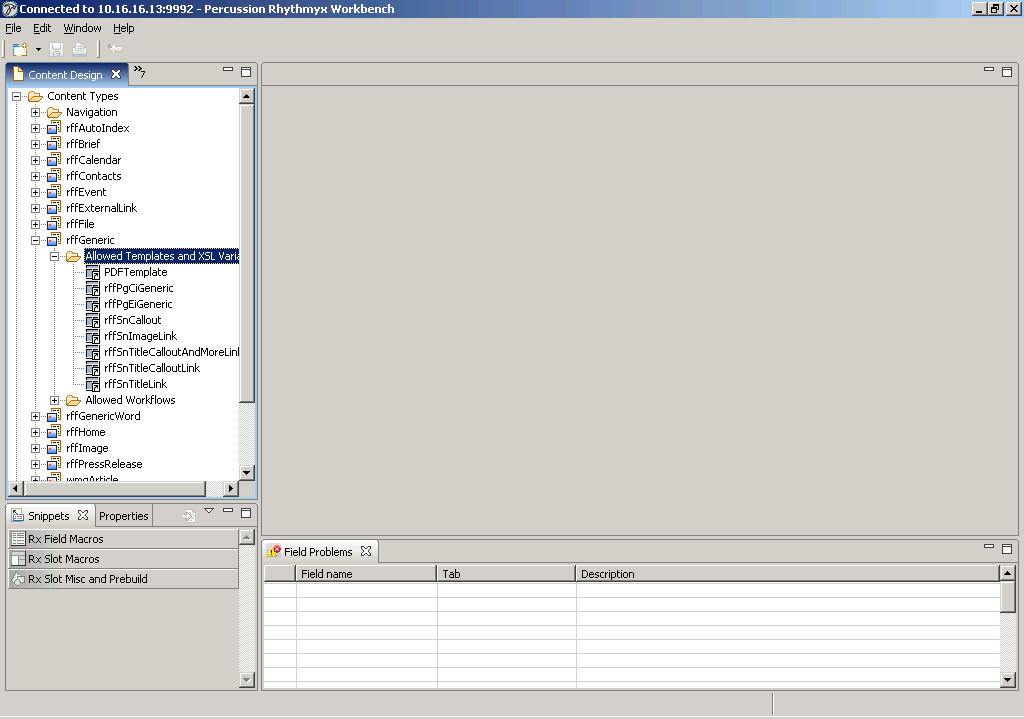 Connected to 10.16.16.13:9992 - Percussion Rhythmyx Workbench
File Edit Window Help
Content Design
7
Content Types
Navigation
rffAutoIndex
rffBrief
rffCalendar
rffContacts
rffEvent
rffExternalLink
rffFile
rffGeneric
Allowed Templates and XSL Varia
PDFTemplate
rffPgCiGeneric
rffPgEiGeneric
rffSnCallout
rffSnImageLink
rffSnTitleCalloutAndMoreLinl
rffSnTitleCalloutLink
rffSnTitleLink
Allowed Workflows
rffGenericWord
rffHome
rffImage
rffPressRelease
wmgArticle
Snippets Properties
Rx Field Macros
Rx Slot Macros
Rx Slot Misc and Prebuild
Field Problems
Field name Tab Description